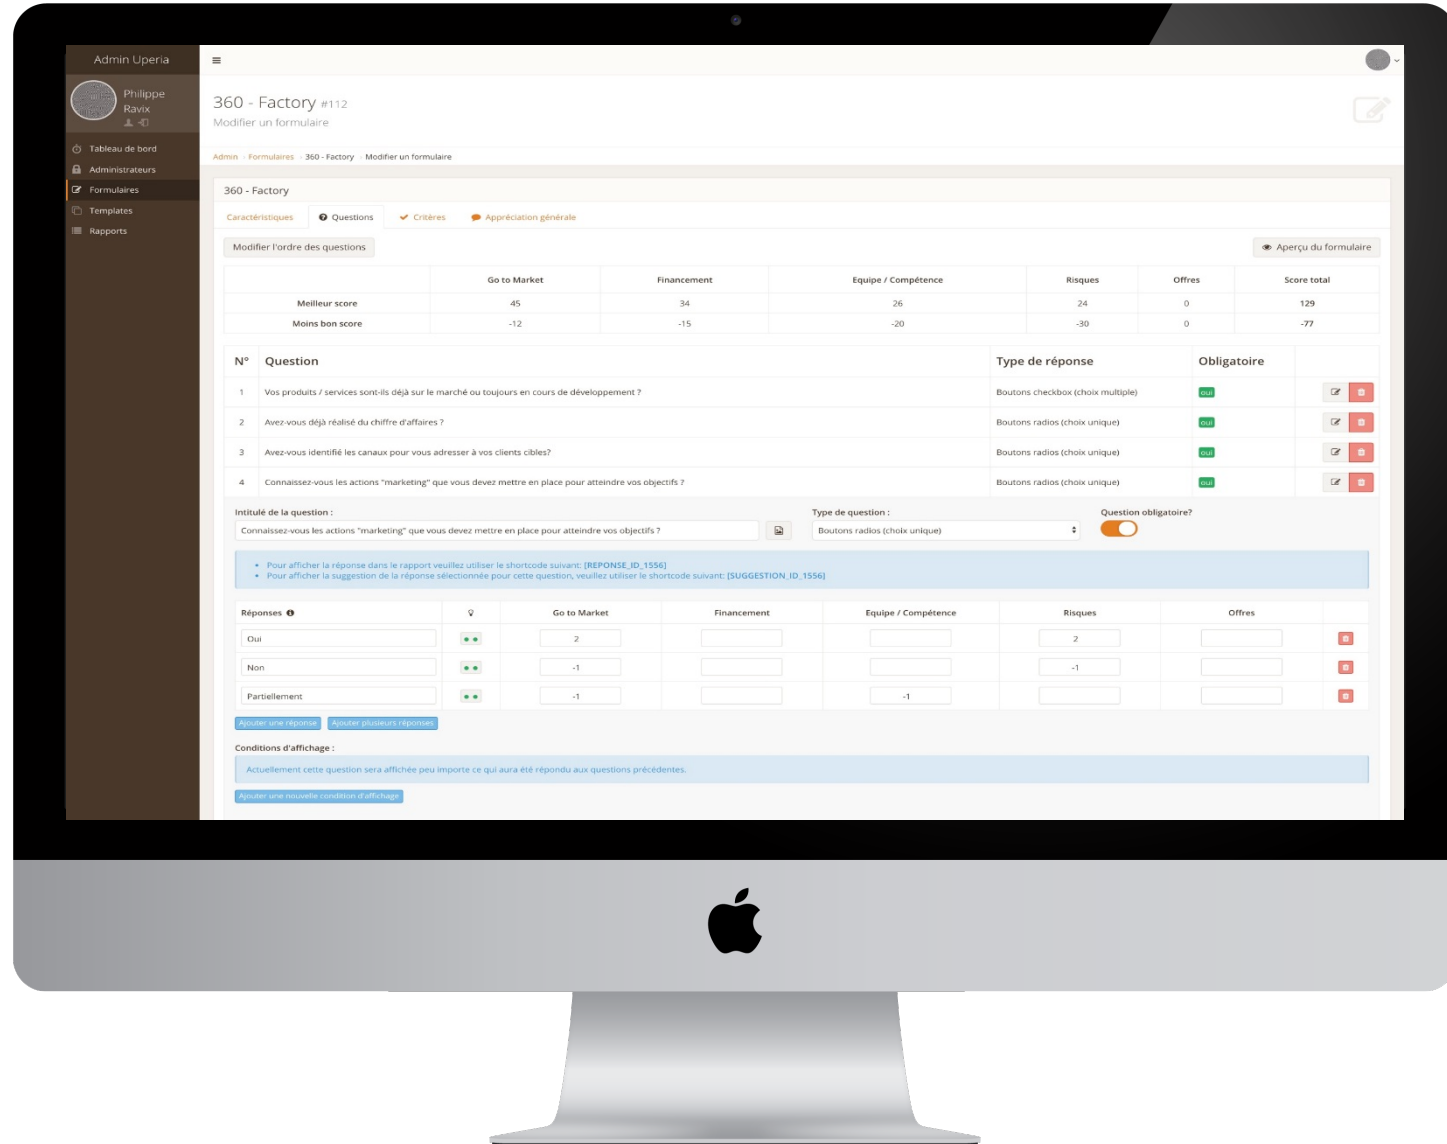 Admin Uperia
Philippe
Ravix
Tableau de bord
Administrateurs
Formulaires
Templates
Rapports
360 - Factory #112
Modifier un formulaire
Admin Formulaires 360 - Factory Modifier un formulaire
360 - Factory
Caractéristiques Questions Critères Appréciation générale
Modifier l'ordre des questions Aperçu du formulaire
Go to Market Financement Equipe / Compétence Risques Offres Score total
Meilleur score 45 34 26 24 0 129
Moins bon score -12 -15 -20 -30 0 -77
N° Question Type de réponse Obligatoire
1 Vos produits / services sont-ils déjà sur le marché ou toujours en cours de développement ? Boutons checkbox (choix multiple) oui
2 Avez-vous déjà réalisé du chiffre d'affaires ? Boutons radios (choix unique) oui
3 Avez-vous identifié les canaux pour vous adresser à vos clients cibles? Boutons radios (choix unique) oui
4 Connaissez-vous les actions "marketing" que vous devez mettre en place pour atteindre vos objectifs ? Boutons radios (choix unique) oui
Intitulé de la question : Type de question : Question obligatoire?
Connaissez-vous les actions "marketing" que vous devez mettre en place pour atteindre vos objectifs ? Boutons radios (choix unique)
Pour afficher la réponse dans le rapport veuillez utiliser le shortcode suivant: [REPONSE_ID_1556]
Pour afficher la suggestion de la réponse sélectionnée pour cette question, veuillez utiliser le shortcode suivant: [SUGGESTION_ID_1556]
Réponses Go to Market Financement Equipe / Compétence Risques Offres
Oui 2 2
Non -1 -1
Partiellement -1 -1
Ajouter une réponse Ajouter plusieurs réponses
Conditions d'affichage :
Actuellement cette question sera affichée peu importe ce qui aura été répondu aux questions précédentes.
Ajouter une nouvelle condition d'affichage